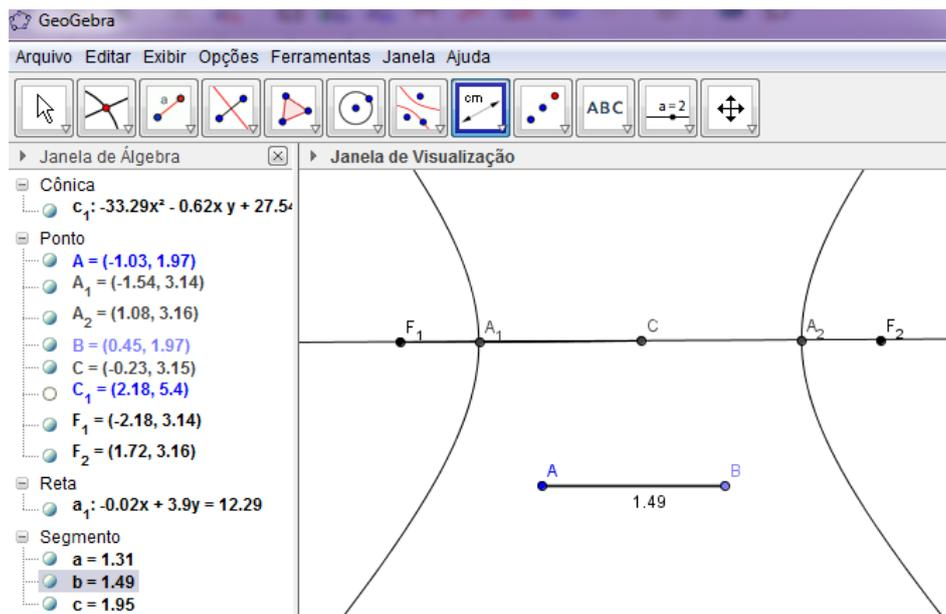 GeoGebra
Arquivo Editar Exibir Opções Ferramentas Janela Ajuda
a cm ABC a=2
Janela de Álgebra
Janela de Visualização
Cônica
c₁: -33.29x² - 0.62x y + 27.54
Ponto
A = (-1.03, 1.97)
A₁ = (-1.54, 3.14)
A₂ = (1.08, 3.16)
B = (0.45, 1.97)
C = (-0.23, 3.15)
C₁ = (2.18, 5.4)
F₁ = (-2.18, 3.14)
F₂ = (1.72, 3.16)
Reta
a₁: -0.02x + 3.9y = 12.29
Segmento
a = 1.31
b = 1.49
c = 1.95
F₁ A₁ C A₂ F₂
A B
1.49